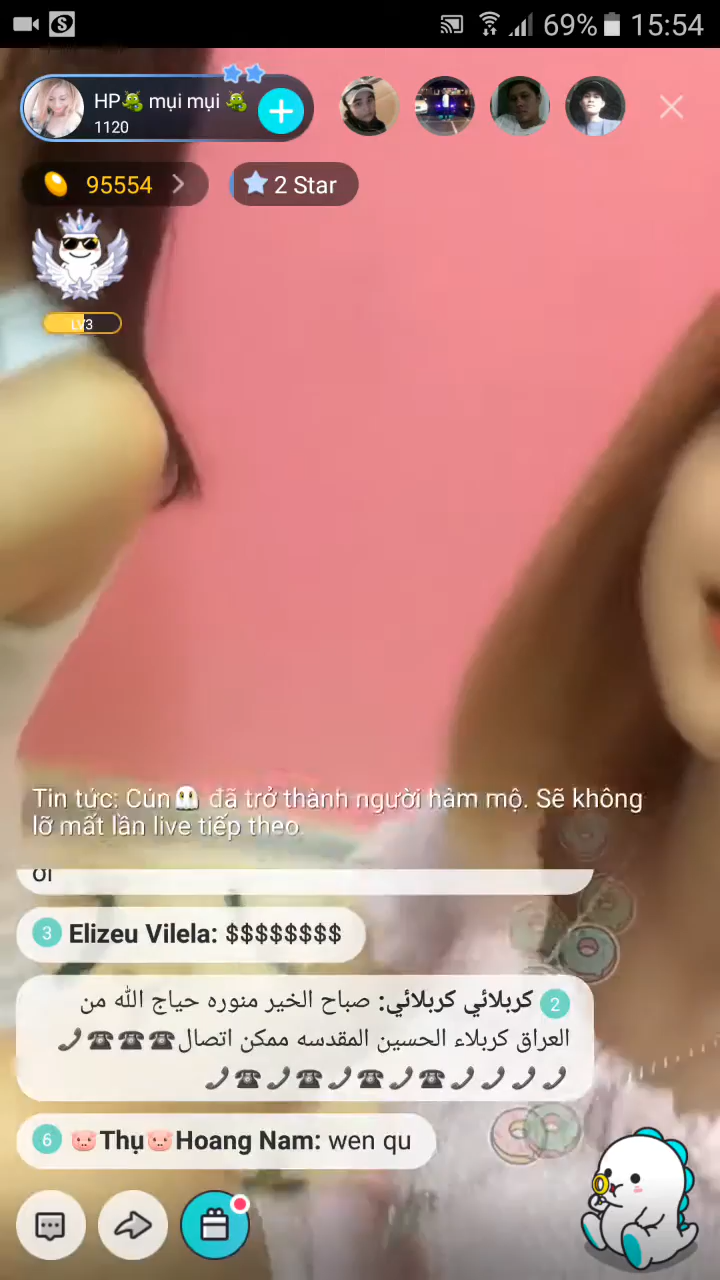 69% 15:54
HP🐲 mụi mụi 🐲
1120
95554
2 Star
LV3
Tin tức: Cún👻 đã trở thành người hảm mộ. Sẽ không
lỡ mất lần live tiếp theo.
ơi
3 Elizeu Vilela: $$$$$$$$
2 كربلائي كربلائي: صباح الخير منوره حياج الله من
العراق كربلاء الحسين المقدسه ممكن اتصال☎☎☎📞
📞📞📞📞☎📞☎📞☎📞☎📞
6 🐷Thụ🐷Hoang Nam: wen qu